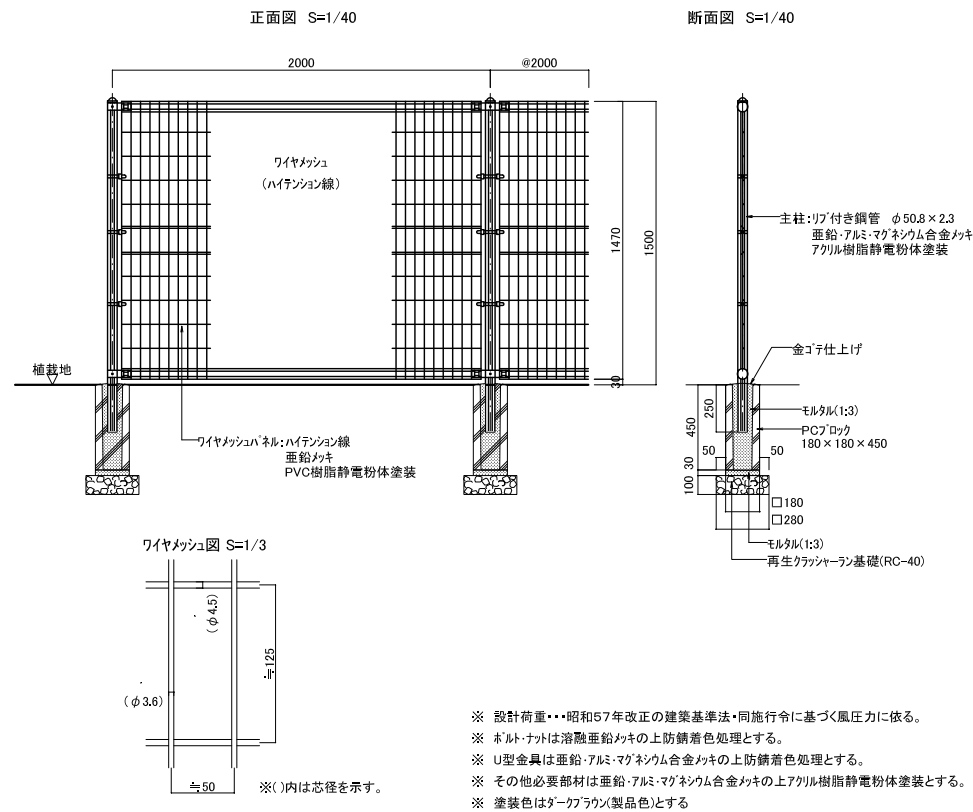 正面図 S=1/40
断面図 S=1/40
2000
@2000
ワイヤメッシュ
(ハイテンション線)
1470
1500
30
植栽地
ワイヤメッシュパネル:ハイテンション線
亜鉛メッキ
PVC樹脂静電粉体塗装
主柱:リブ付き鋼管 φ50.8×2.3
亜鉛・アルミ・マグネシウム合金メッキ
アクリル樹脂静電粉体塗装
金ゴテ仕上げ
モルタル(1:3)
PCブロック
180×180×450
250
450
50
50
30
100
□180
□280
モルタル(1:3)
再生クラッシャーラン基礎(RC-40)
ワイヤメッシュ図 S=1/3
(φ4.5)
(φ3.6)
≒125
≒50
※( )内は芯径を示す。
※ 設計荷重・・・昭和57年改正の建築基準法・同施行令に基づく風圧力に依る。
※ ボルト・ナットは溶融亜鉛メッキの上防錆着色処理とする。
※ U型金具は亜鉛・アルミ・マグネシウム合金メッキの上防錆着色処理とする。
※ その他必要部材は亜鉛・アルミ・マグネシウム合金メッキの上アクリル樹脂静電粉体塗装とする。
※ 塗装色はダークブラウン(製品色)とする